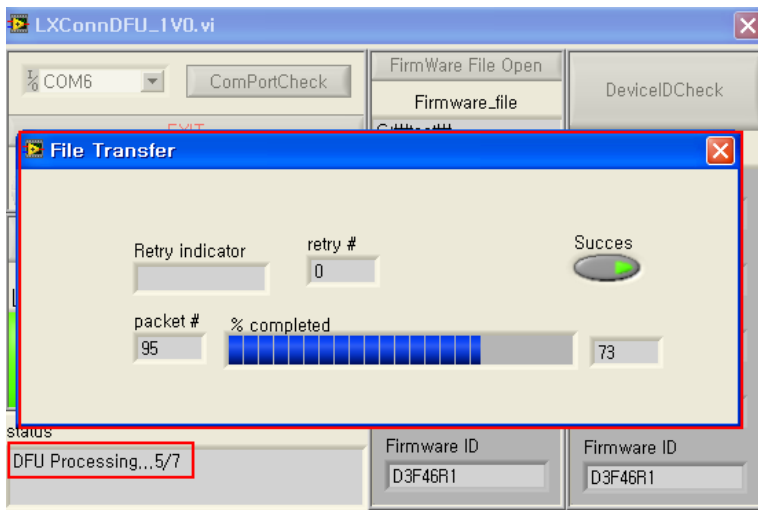 LXConnDFU_1V0.vi
COM6
ComPortCheck
FirmWare File Open
Firmware_file
DeviceIDCheck
EXIT
File Transfer
Retry indicator
retry #
0
Succes
packet #
95
% completed
73
status
DFU Processing...5/7
Firmware ID
D3F46R1
Firmware ID
D3F46R1